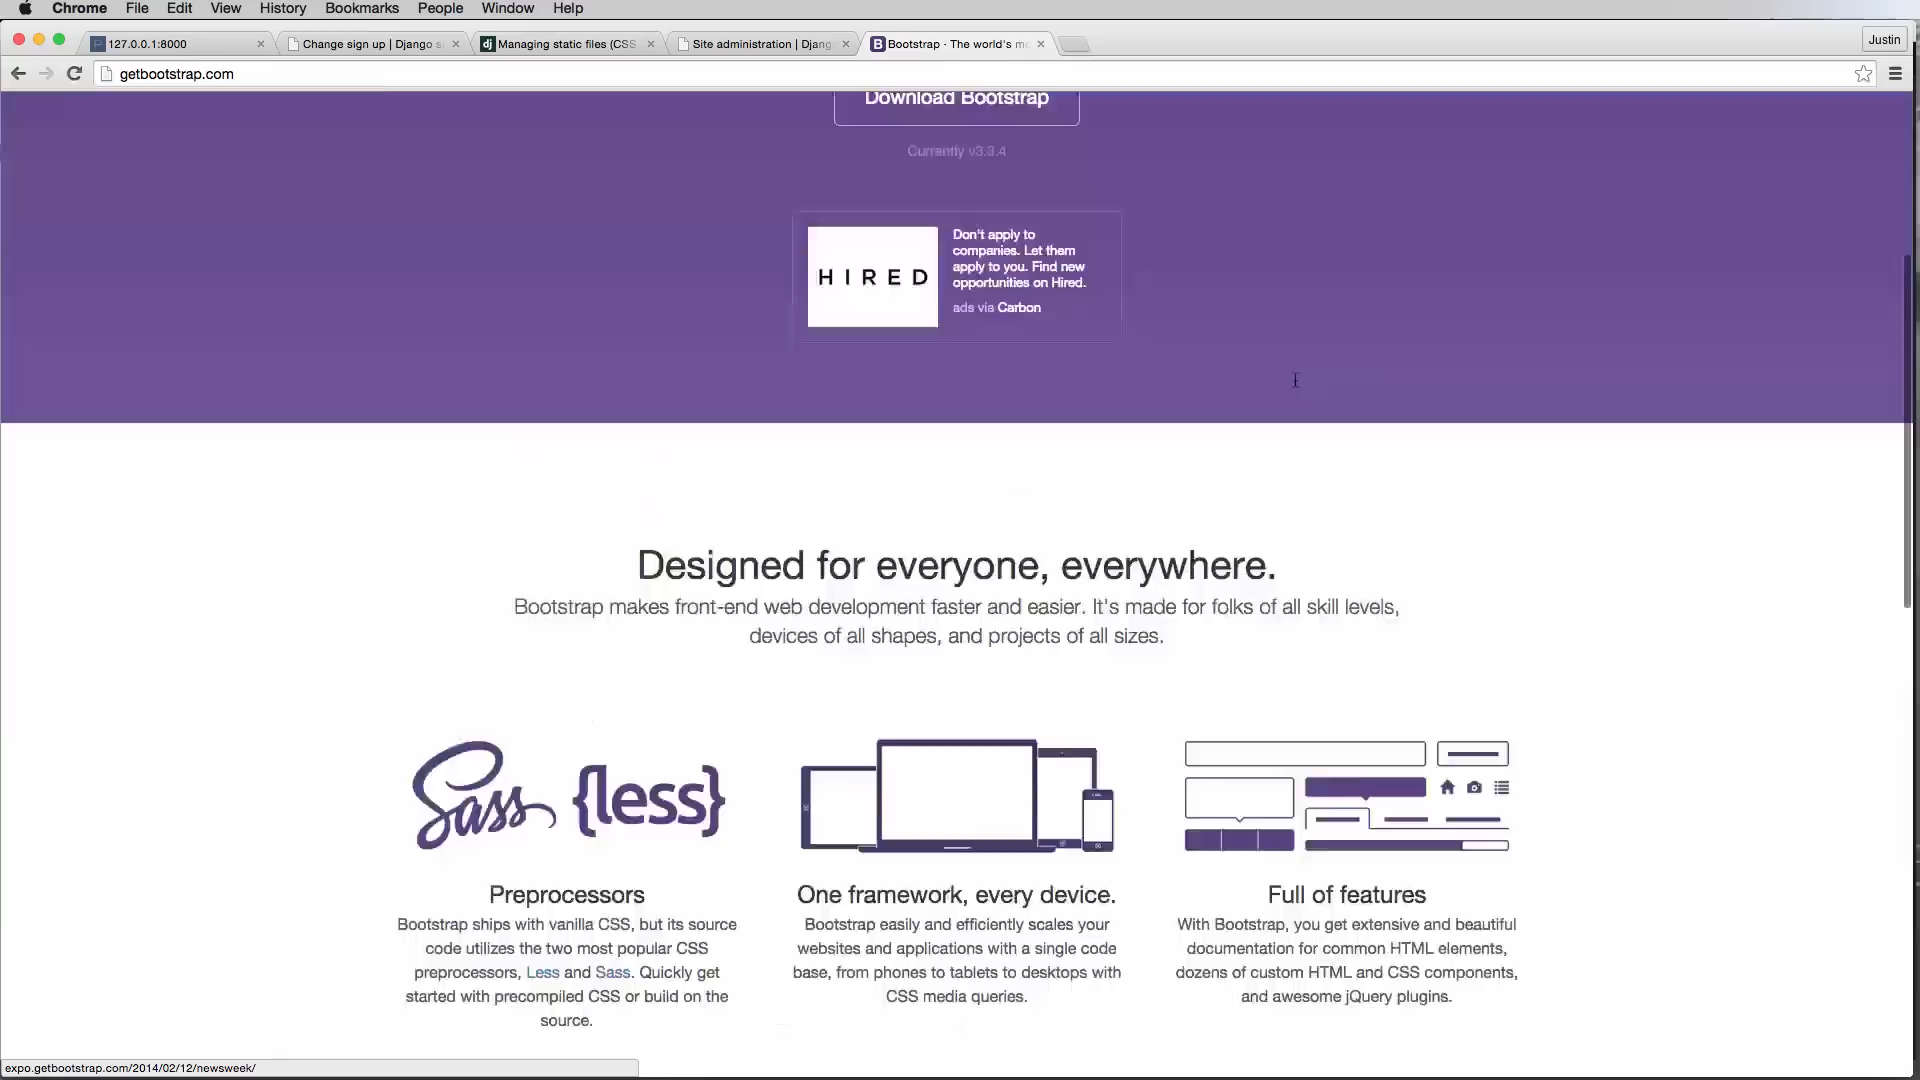 Chrome File Edit View History Bookmarks People Window Help
127.0.0.1:8000
Change sign up | Django s
dj Managing static files (CSS
Site administration | Djang
B Bootstrap · The world's m
Justin
getbootstrap.com
Download Bootstrap
Currently v3.3.4
HIRED
Don't apply to
companies. Let them
apply to you. Find new
opportunities on Hired.
ads via Carbon
Designed for everyone, everywhere.
Bootstrap makes front-end web development faster and easier. It's made for folks of all skill levels,
devices of all shapes, and projects of all sizes.
Sass {less}
Preprocessors
Bootstrap ships with vanilla CSS, but its source
code utilizes the two most popular CSS
preprocessors, Less and Sass. Quickly get
started with precompiled CSS or build on the
source.
One framework, every device.
Bootstrap easily and efficiently scales your
websites and applications with a single code
base, from phones to tablets to desktops with
CSS media queries.
Full of features
With Bootstrap, you get extensive and beautiful
documentation for common HTML elements,
dozens of custom HTML and CSS components,
and awesome jQuery plugins.
expo.getbootstrap.com/2014/02/12/newsweek/